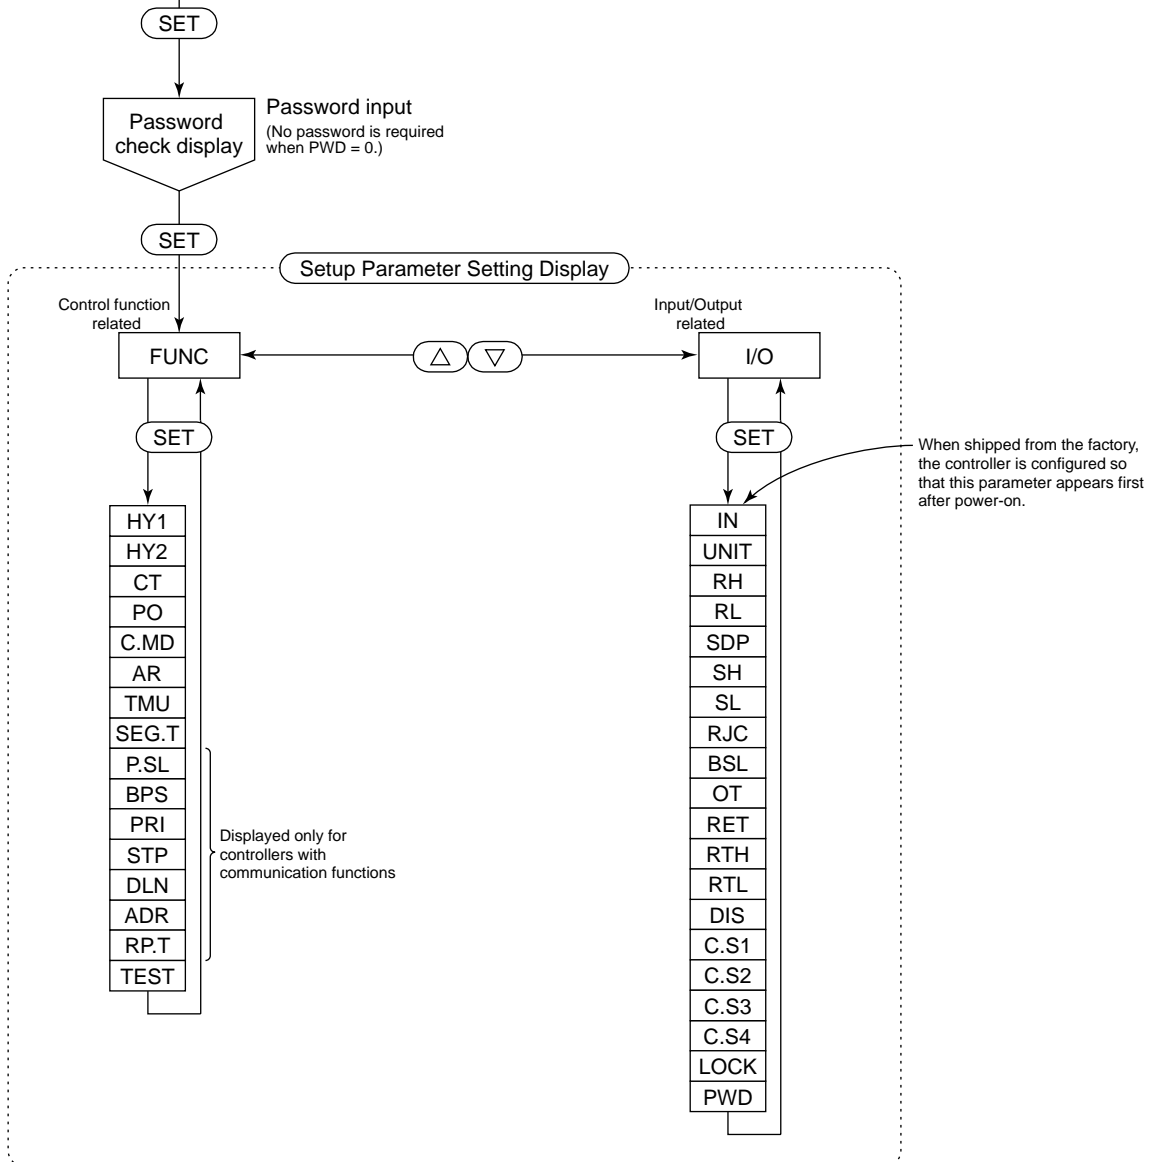 SET
Password
check display
Password input
(No password is required
when PWD = 0.)
SET
Setup Parameter Setting Display
Control function
related
FUNC
Input/Output
related
I/O
SET
SET
When shipped from the factory,
the controller is configured so
that this parameter appears first
after power-on.
HY1
HY2
CT
PO
C.MD
AR
TMU
SEG.T
P.SL
BPS
PRI
STP
DLN
ADR
RP.T
TEST
Displayed only for
controllers with
communication functions
IN
UNIT
RH
RL
SDP
SH
SL
RJC
BSL
OT
RET
RTH
RTL
DIS
C.S1
C.S2
C.S3
C.S4
LOCK
PWD